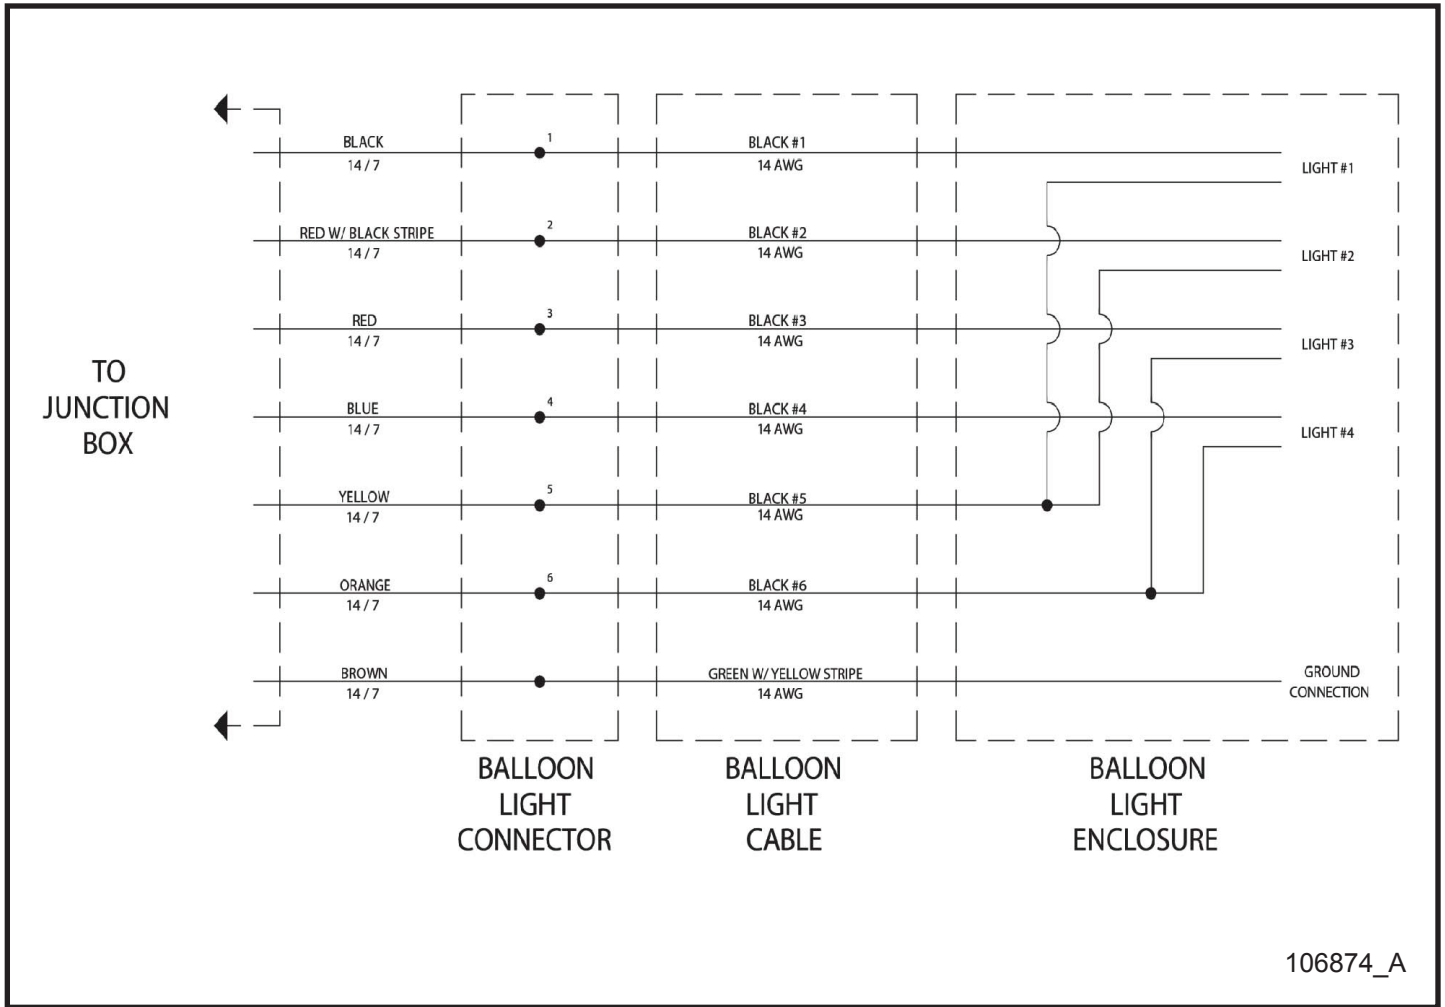 BLACK
14 / 7
1
BLACK #1
14 AWG
LIGHT #1
RED W/ BLACK STRIPE
14 / 7
2
BLACK #2
14 AWG
LIGHT #2
RED
14 / 7
3
BLACK #3
14 AWG
LIGHT #3
TO
JUNCTION
BOX
BLUE
14 / 7
4
BLACK #4
14 AWG
LIGHT #4
YELLOW
14 / 7
5
BLACK #5
14 AWG
ORANGE
14 / 7
6
BLACK #6
14 AWG
BROWN
14 / 7
GREEN W/ YELLOW STRIPE
14 AWG
GROUND
CONNECTION
BALLOON
LIGHT
CONNECTOR
BALLOON
LIGHT
CABLE
BALLOON
LIGHT
ENCLOSURE
106874_A